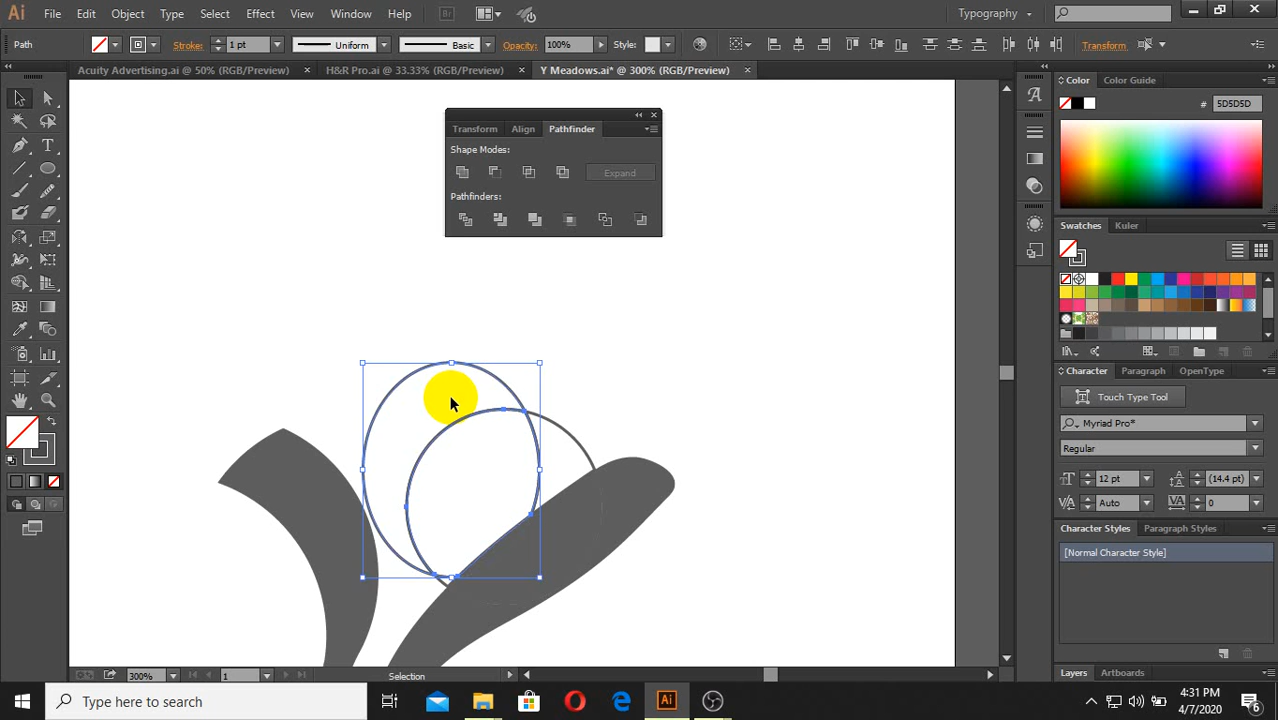 Ai File Edit Object Type Select Effect View Window Help Br Typography
Path Stroke: 1 pt Uniform Basic Opacity: 100% Style: Transform
Acuity Advertising.ai @ 50% (RGB/Preview) × H&R Pro.ai @ 33.33% (RGB/Preview) × Y Meadows.ai* @ 300% (RGB/Preview) ×
Color Color Guide
# 5D5D5D
Transform Align Pathfinder
Shape Modes:
Expand
Pathfinders:
Swatches Kuler
Character Paragraph OpenType
Touch Type Tool
Myriad Pro*
Regular
12 pt (14.4 pt)
Auto 0
Character Styles Paragraph Styles
[Normal Character Style]
Layers Artboards
300% 1 Selection
Type here to search
Ai
4:31 PM
4/7/2020
6